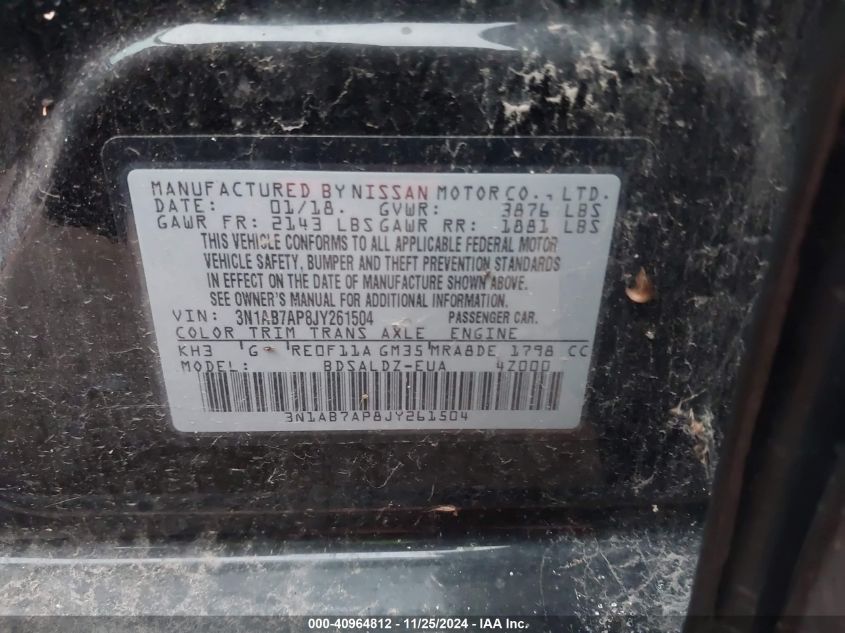 MANUFACTURED BY NISSAN MOTOR CO., LTD.
DATE: 01/18. GVWR: 3876 LBS
GAWR FR: 2143 LBS GAWR RR: 1881 LBS
THIS VEHICLE CONFORMS TO ALL APPLICABLE FEDERAL MOTOR
VEHICLE SAFETY, BUMPER AND THEFT PREVENTION STANDARDS
IN EFFECT ON THE DATE OF MANUFACTURE SHOWN ABOVE.
SEE OWNER'S MANUAL FOR ADDITIONAL INFORMATION.
VIN: 3N1AB7AP8JY261504 PASSENGER CAR.
COLOR TRIM TRANS AXLE ENGINE
KH3 G RE0F11A GM35 MRA8DE 1798 CC
MODEL: BDSALDZ-EUA 4Z000
3N1AB7AP8JY261504
000-40964812 - 11/25/2024 - IAAI.com